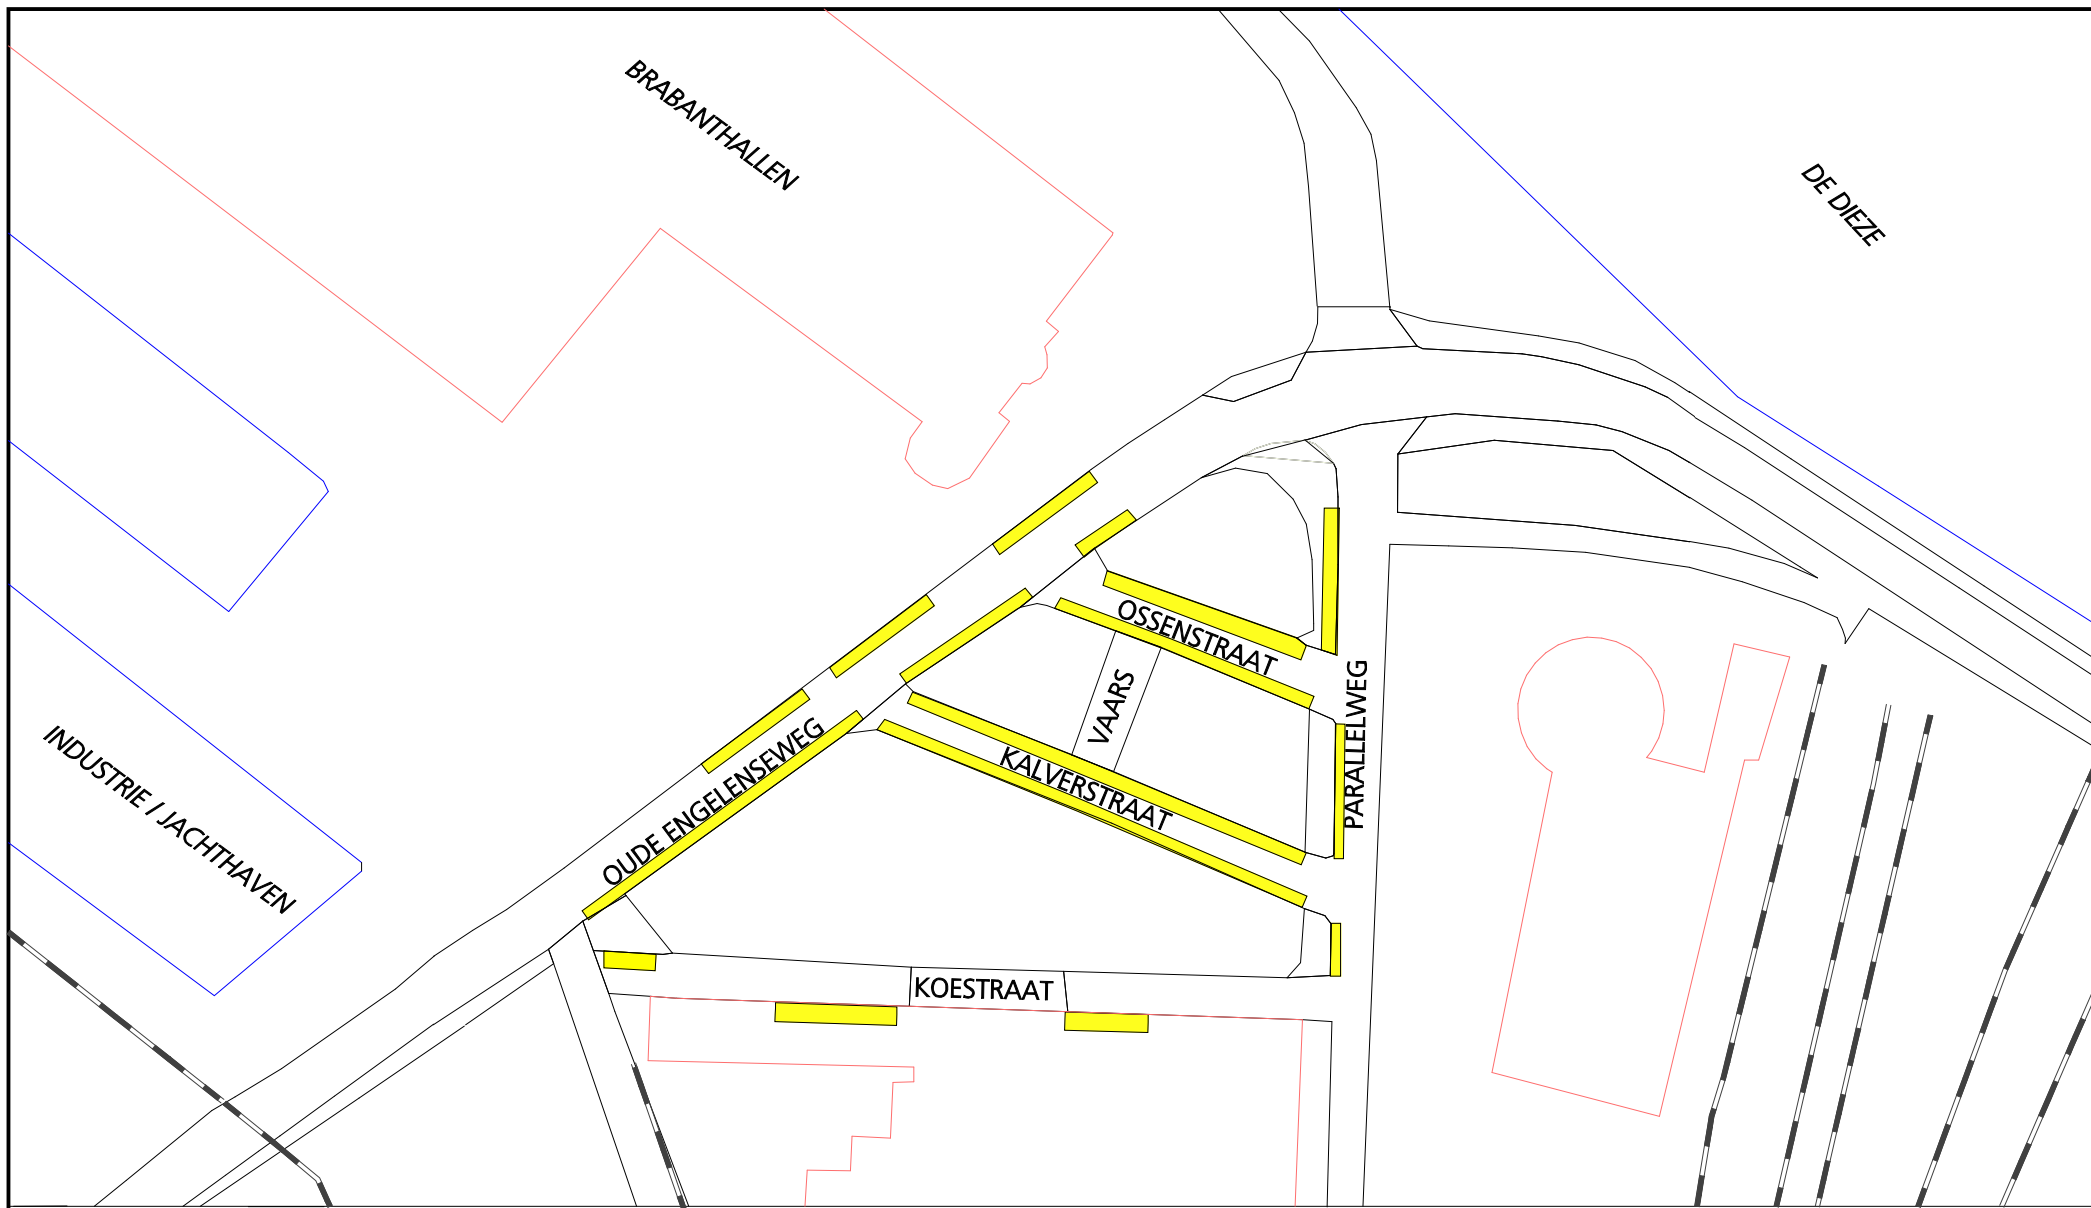 BRABANTHALLEN
DE DIEZE
OSSENSTRAAT
VAARS
PARALLELWEG
KALVERSTRAAT
OUDE ENGELENSEWEG
INDUSTRIE / JACHTHAVEN
KOESTRAAT